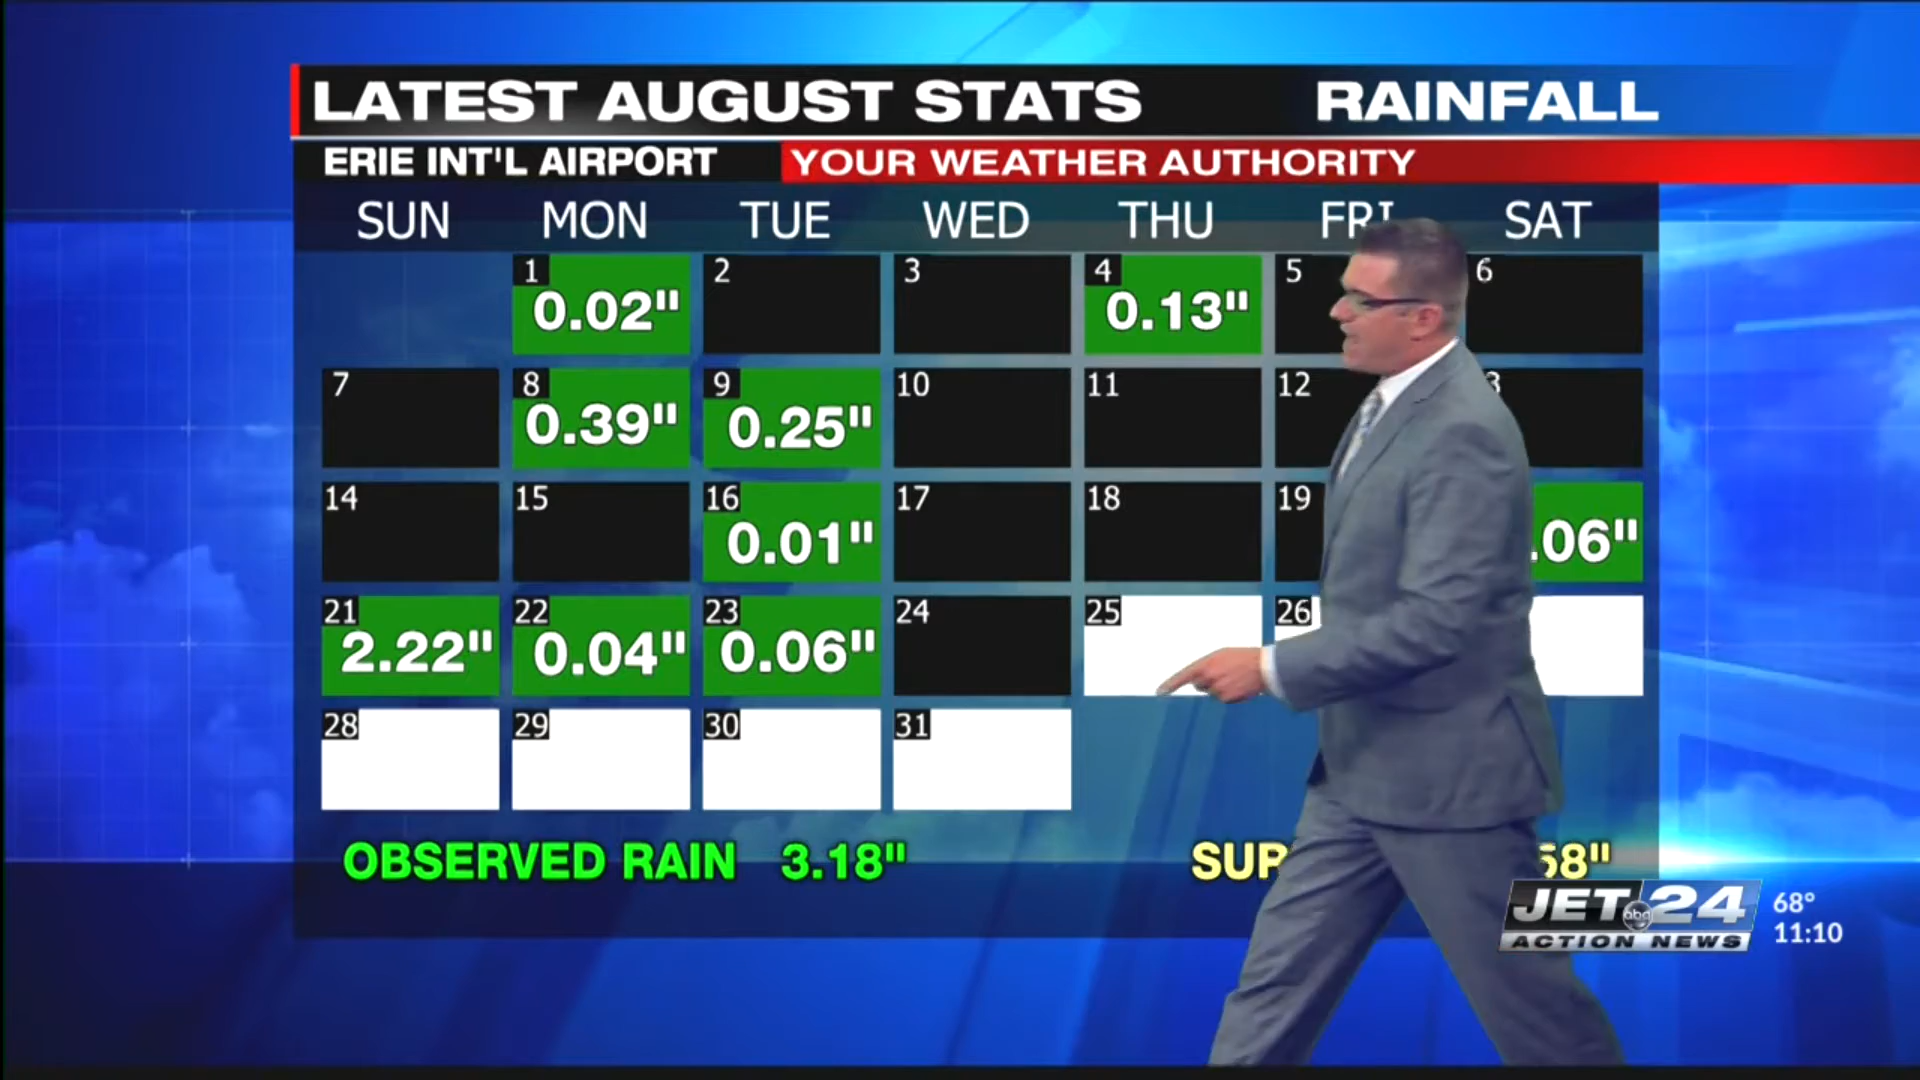 LATEST AUGUST STATS RAINFALL
ERIE INT'L AIRPORT YOUR WEATHER AUTHORITY
SUN MON TUE WED THU FRI SAT
1 2 3 4 5 6
0.02" 0.13"
7 8 9 10 11 12
0.39" 0.25"
14 15 16 17 18 19
0.01" .06"
21 22 23 24 25 26
2.22" 0.04" 0.06"
28 29 30 31
OBSERVED RAIN 3.18" 
JET 24
abc
ACTION NEWS
68°
11:10